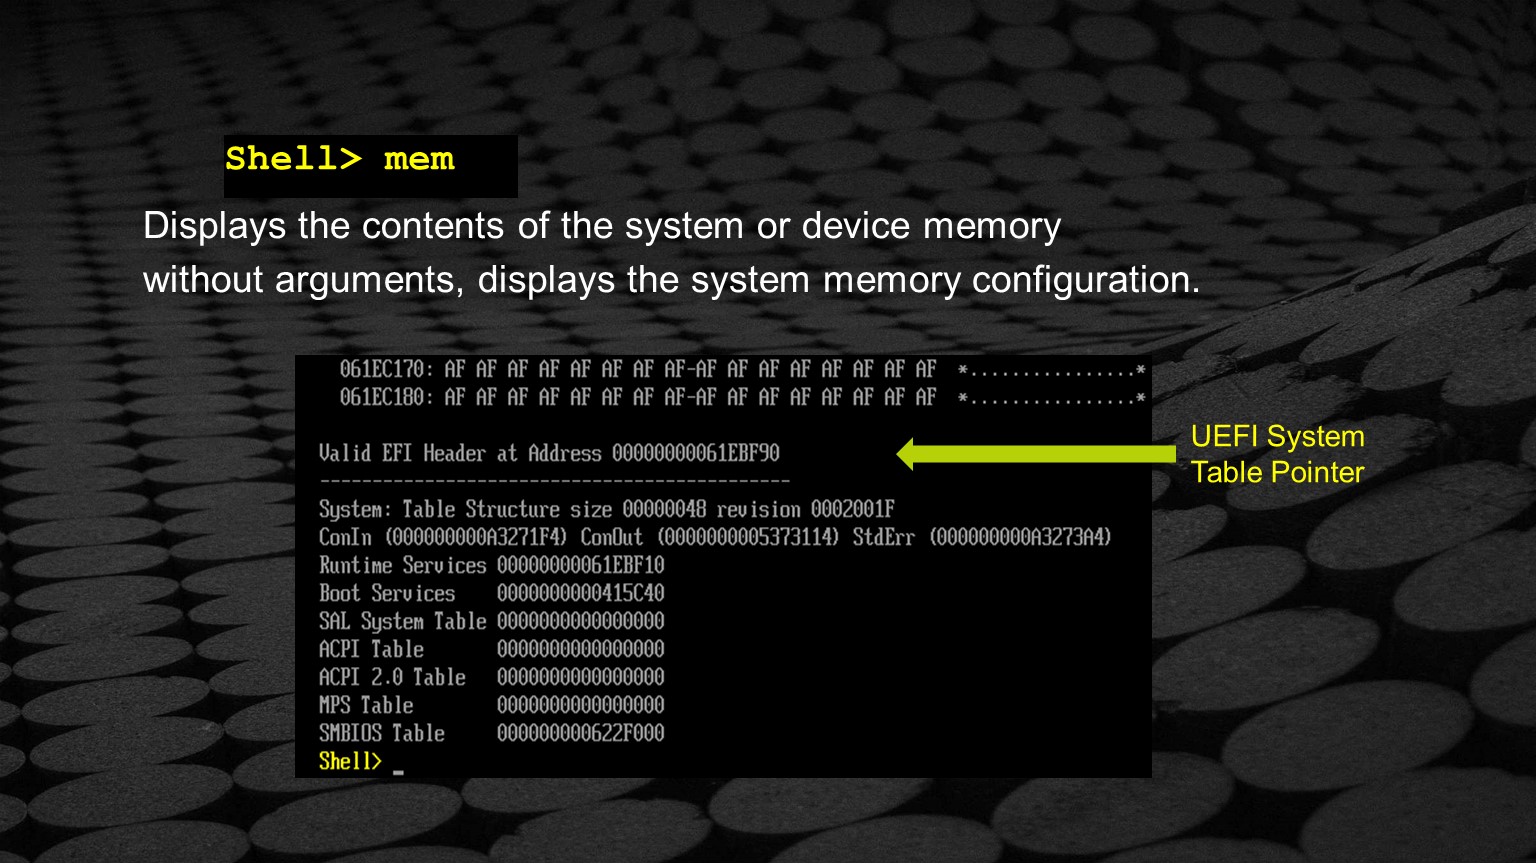 Shell> mem
Displays the contents of the system or device memory
without arguments, displays the system memory configuration.
061EC170: AF AF AF AF AF AF AF AF-AF AF AF AF AF AF AF AF *................*
061EC180: AF AF AF AF AF AF AF AF-AF AF AF AF AF AF AF AF *................*
Valid EFI Header at Address 00000000061EBF90
---------------------------------------------
System: Table Structure size 00000048 revision 0002001F
ConIn (000000000A3271F4) ConOut (0000000005373114) StdErr (000000000A3273A4)
Runtime Services 00000000061EBF10
Boot Services 0000000000415C40
SAL System Table 0000000000000000
ACPI Table 0000000000000000
ACPI 2.0 Table 0000000000000000
MPS Table 0000000000000000
SMBIOS Table 000000000622F000
Shell> _
UEFI System
Table Pointer